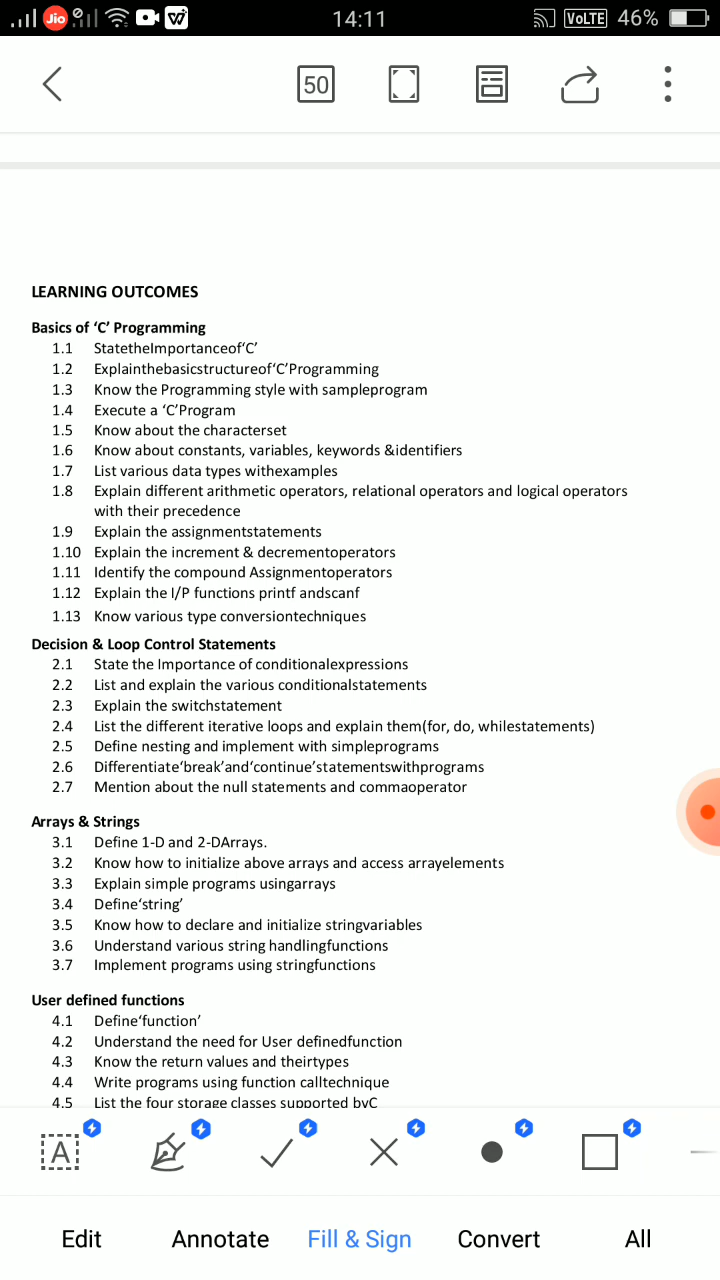 Jio
14:11
VoLTE 46%
50
LEARNING OUTCOMES
Basics of ‘C’ Programming
1.1 StatetheImportanceof‘C’
1.2 Explainthebasicstructureof‘C’Programming
1.3 Know the Programming style with sampleprogram
1.4 Execute a ‘C’Program
1.5 Know about the characterset
1.6 Know about constants, variables, keywords &identifiers
1.7 List various data types withexamples
1.8 Explain different arithmetic operators, relational operators and logical operators
with their precedence
1.9 Explain the assignmentstatements
1.10 Explain the increment & decrementoperators
1.11 Identify the compound Assignmentoperators
1.12 Explain the I/P functions printf andscanf
1.13 Know various type conversiontechniques
Decision & Loop Control Statements
2.1 State the Importance of conditionalexpressions
2.2 List and explain the various conditionalstatements
2.3 Explain the switchstatement
2.4 List the different iterative loops and explain them(for, do, whilestatements)
2.5 Define nesting and implement with simpleprograms
2.6 Differentiate‘break’and‘continue’statementswithprograms
2.7 Mention about the null statements and commaoperator
Arrays & Strings
3.1 Define 1-D and 2-DArrays.
3.2 Know how to initialize above arrays and access arrayelements
3.3 Explain simple programs usingarrays
3.4 Define‘string’
3.5 Know how to declare and initialize stringvariables
3.6 Understand various string handlingfunctions
3.7 Implement programs using stringfunctions
User defined functions
4.1 Define‘function’
4.2 Understand the need for User definedfunction
4.3 Know the return values and theirtypes
4.4 Write programs using function calltechnique
4.5 List the four storage classes supported byC
A
Edit Annotate Fill & Sign Convert All